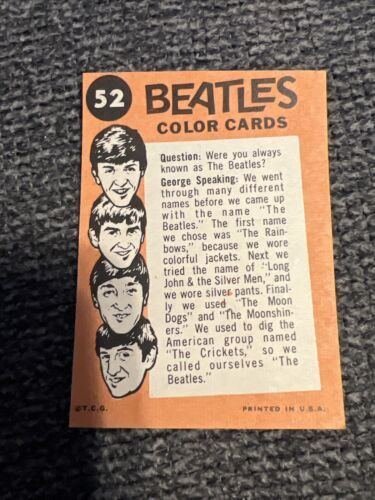 52
BEATLES
COLOR CARDS
Question: Were you always
known as The Beatles?
George Speaking: We went
through many different
names before we came up
with the name "The
Beatles." The first name
we chose was "The Rain-
bows," because we wore
colorful jackets. Next we
tried the name of "Long
John & the Silver Men," and
we wore silver pants. Final-
ly we used "The Moon
Dogs" and "The Moonshin-
ers." We used to dig the
American group named
"The Crickets," so we
called ourselves "The
Beatles."
©T.C.G.
PRINTED IN U.S.A.